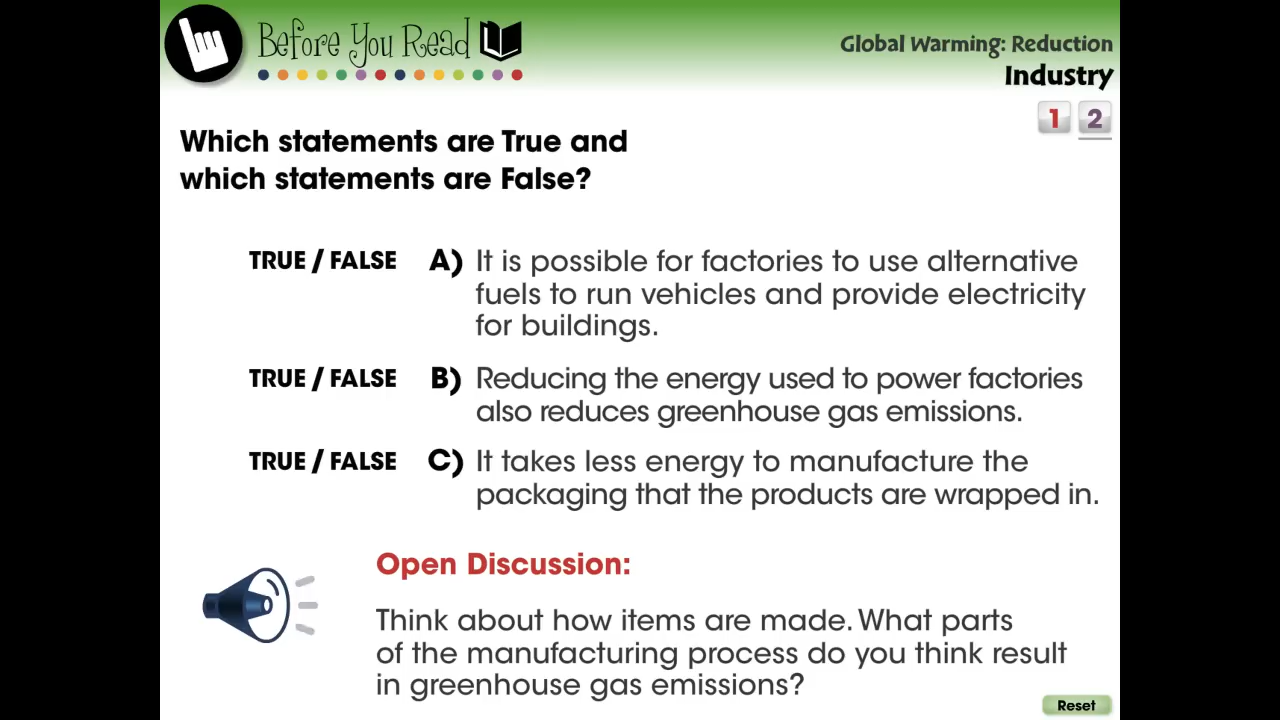 Before You Read
Global Warming: Reduction
Industry
1 2
Which statements are True and
which statements are False?
TRUE / FALSE A) It is possible for factories to use alternative
fuels to run vehicles and provide electricity
for buildings.
TRUE / FALSE B) Reducing the energy used to power factories
also reduces greenhouse gas emissions.
TRUE / FALSE C) It takes less energy to manufacture the
packaging that the products are wrapped in.
Open Discussion:
Think about how items are made. What parts
of the manufacturing process do you think result
in greenhouse gas emissions?
Reset